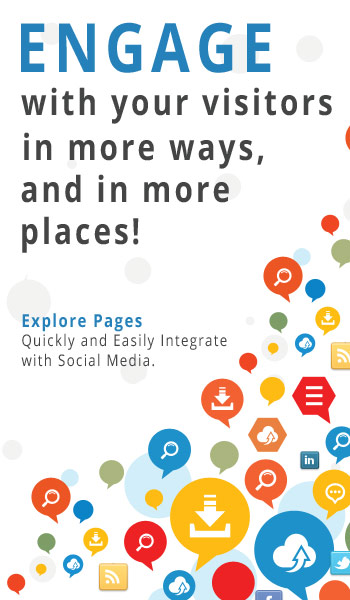 ENGAGE
with your visitors
in more ways,
and in more
places!
Explore Pages
Quickly and Easily Integrate
with Social Media.
in
f